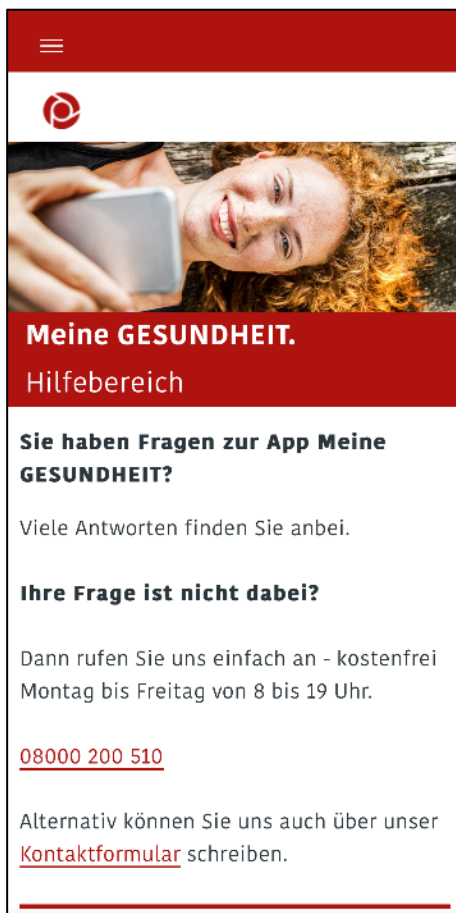 Meine GESUNDHEIT.
Hilfebereich
Sie haben Fragen zur App Meine
GESUNDHEIT?
Viele Antworten finden Sie anbei.
Ihre Frage ist nicht dabei?
Dann rufen Sie uns einfach an - kostenfrei
Montag bis Freitag von 8 bis 19 Uhr.
08000 200 510
Alternativ können Sie uns auch über unser
Kontaktformular schreiben.